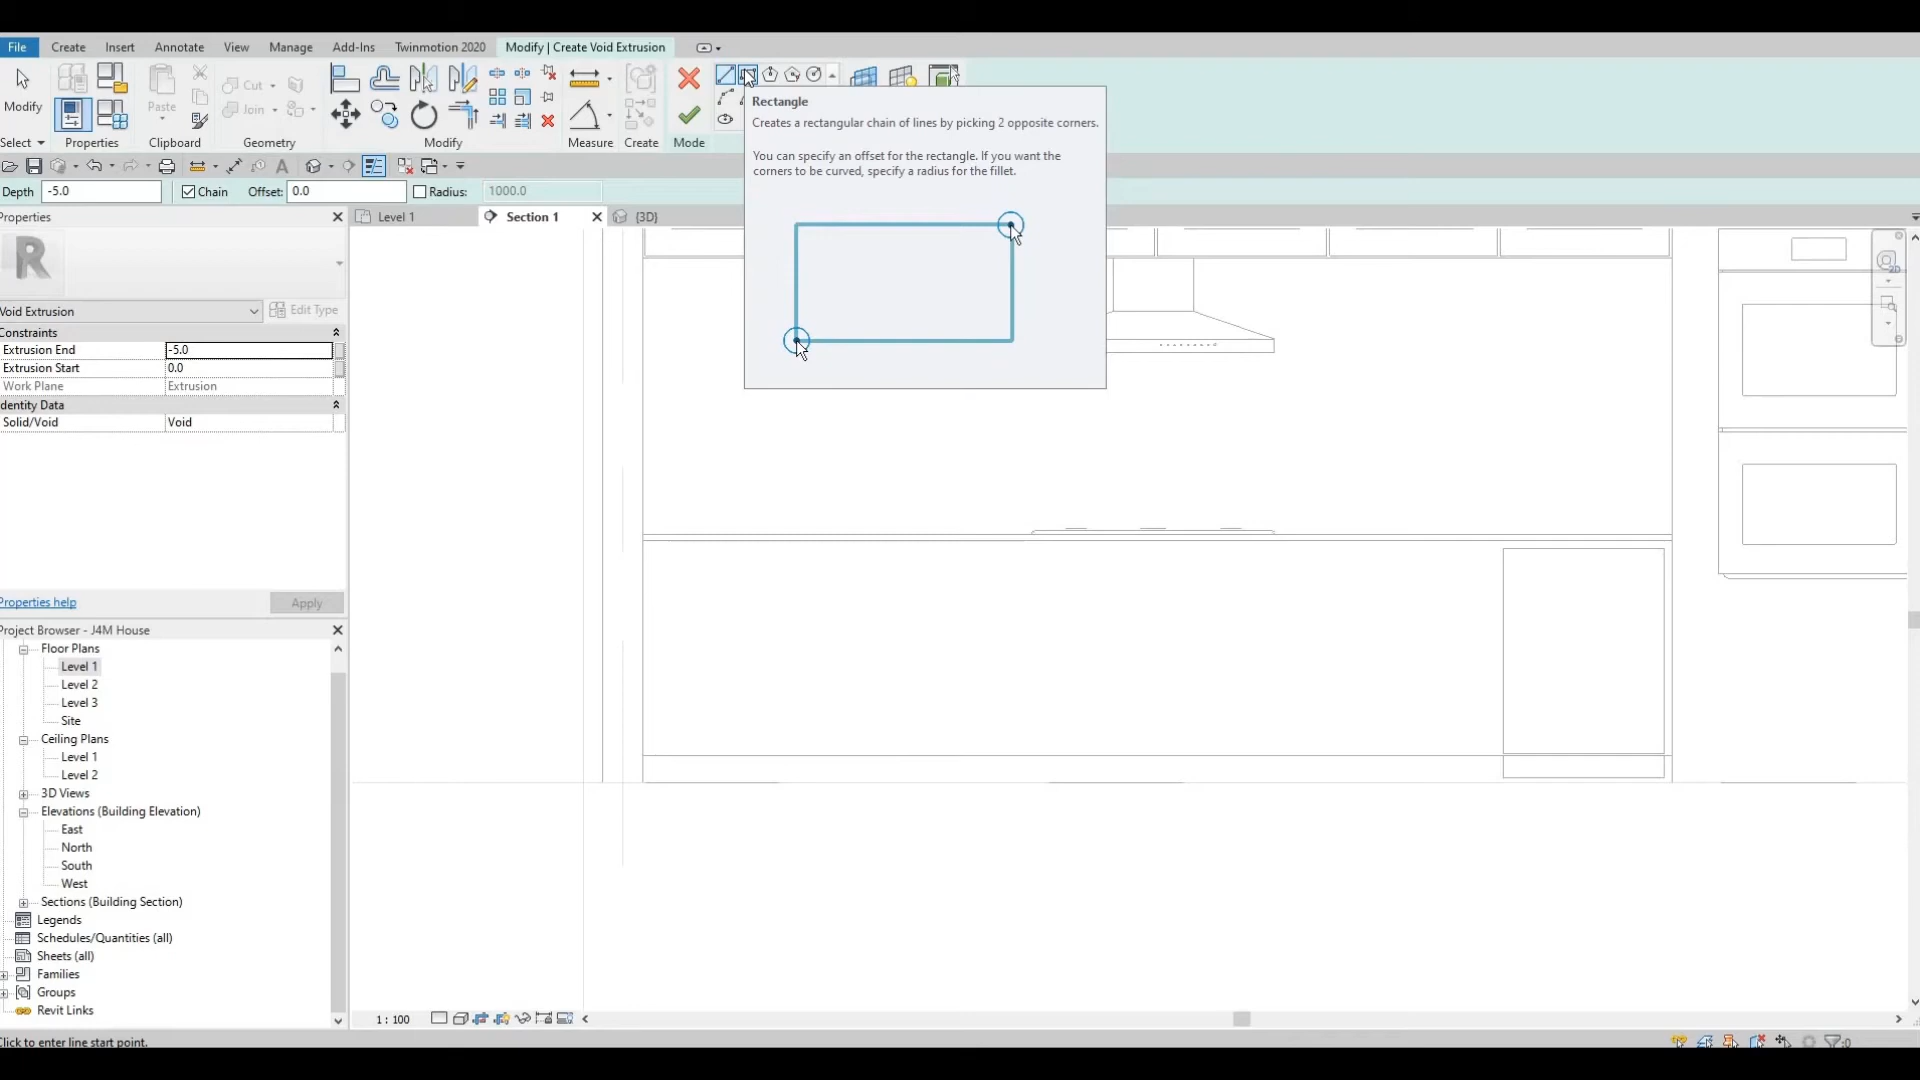 File Create Insert Annotate View Manage Add-Ins Twinmotion 2020 Modify | Create Void Extrusion
Modify
Paste
Cut
Join
Select Properties Clipboard Geometry Modify Measure Create Mode
Rectangle
Creates a rectangular chain of lines by picking 2 opposite corners.
You can specify an offset for the rectangle. If you want the
corners to be curved, specify a radius for the fillet.
Depth -5.0 Chain Offset: 0.0 Radius: 1000.0
Properties
Level 1 Section 1 {3D}
R
Void Extrusion Edit Type
Constraints
Extrusion End -5.0
Extrusion Start 0.0
Work Plane Extrusion
dentity Data
Solid/Void Void
Properties help Apply
Project Browser - J4M House
Floor Plans
Level 1
Level 2
Level 3
Site
Ceiling Plans
Level 1
Level 2
3D Views
Elevations (Building Elevation)
East
North
South
West
Sections (Building Section)
Legends
Schedules/Quantities (all)
Sheets (all)
Families
Groups
Revit Links
2D
1 : 100
Click to enter line start point.
:0